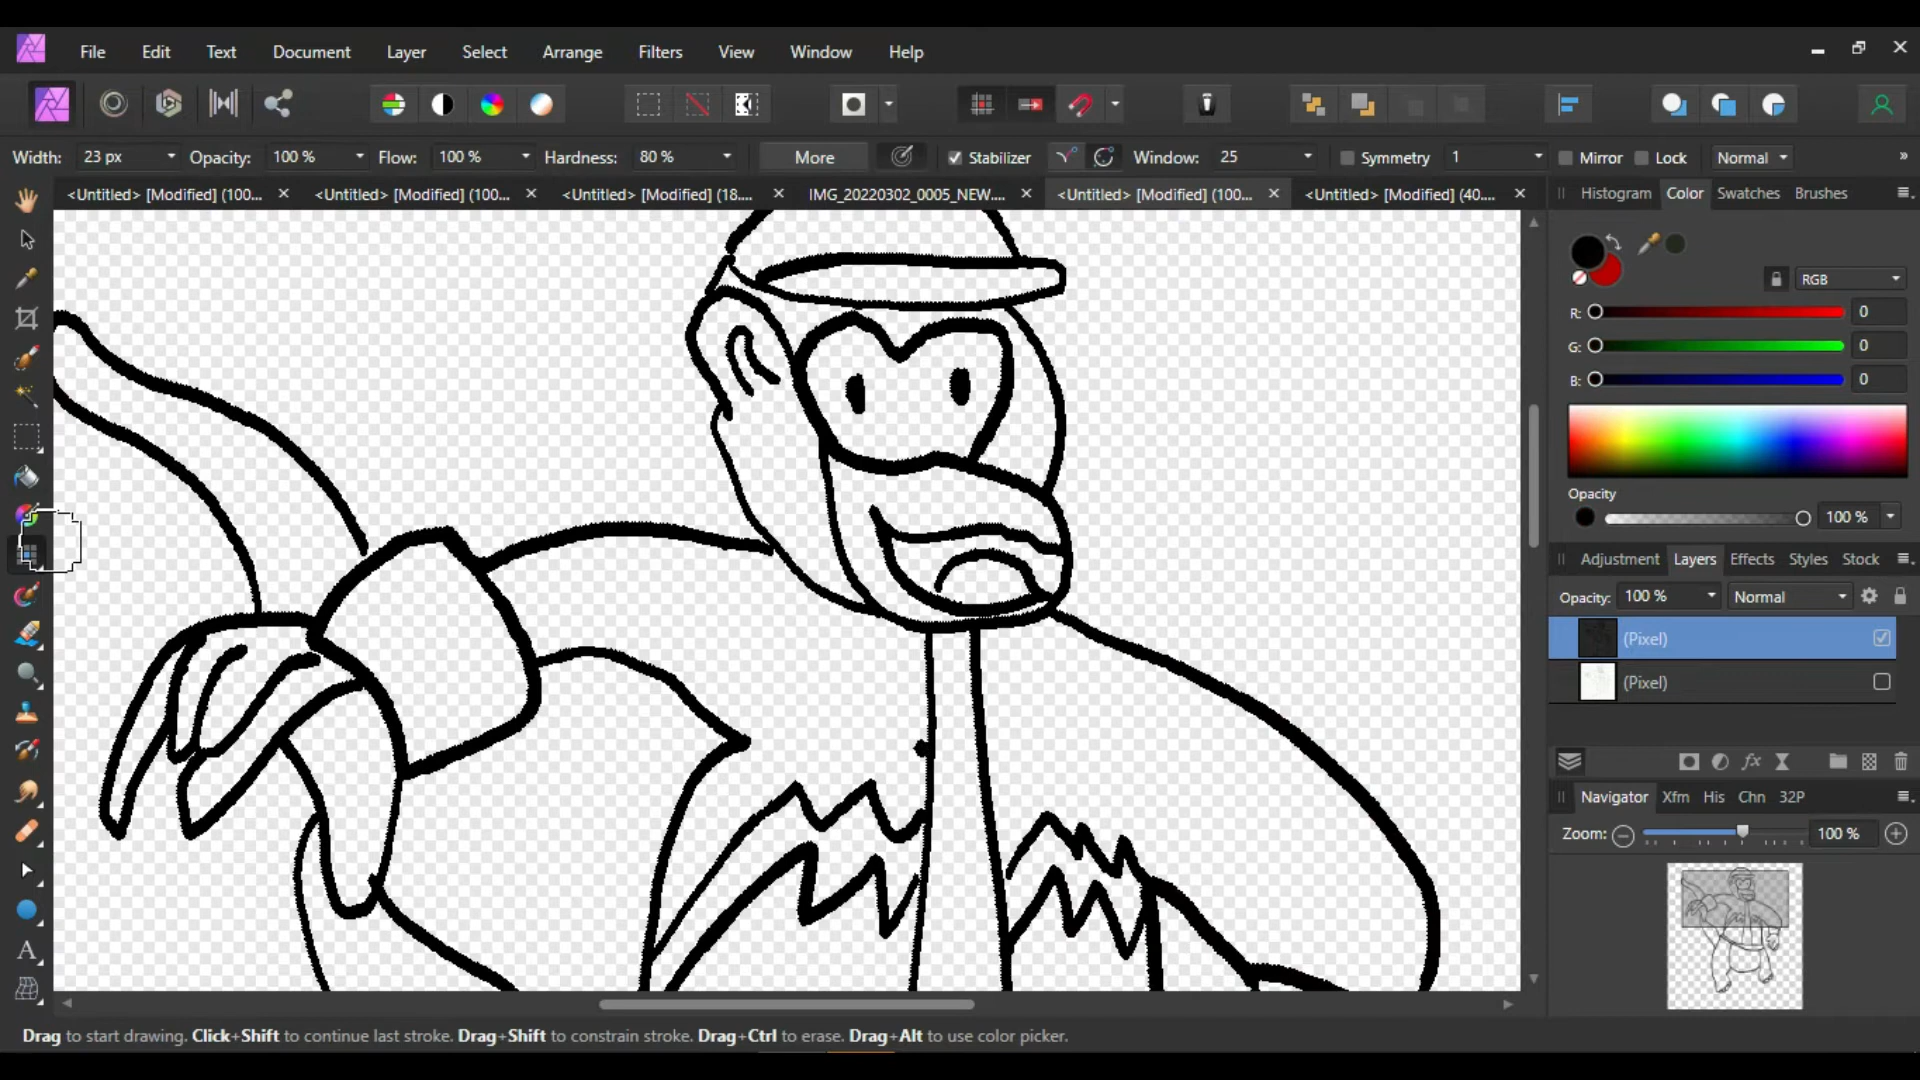 File Edit Text Document Layer Select Arrange Filters View Window Help
Width: 23 px Opacity: 100 % Flow: 100 % Hardness: 80 % More Stabilizer Window: 25 Symmetry 1 Mirror Lock Normal »
<Untitled> [Modified] (100... <Untitled> [Modified] (100... <Untitled> [Modified] (18.... IMG_20220302_0005_NEW.... <Untitled> [Modified] (100... <Untitled> [Modified] (40....
Histogram Color Swatches Brushes
RGB
R: 0
G: 0
B: 0
Opacity
100 %
Adjustment Layers Effects Styles Stock
Opacity: 100 % Normal
(Pixel)
(Pixel)
Navigator Xfm His Chn 32P
Zoom: 100 %
Drag to start drawing. Click+Shift to continue last stroke. Drag+Shift to constrain stroke. Drag+Ctrl to erase. Drag+Alt to use color picker.